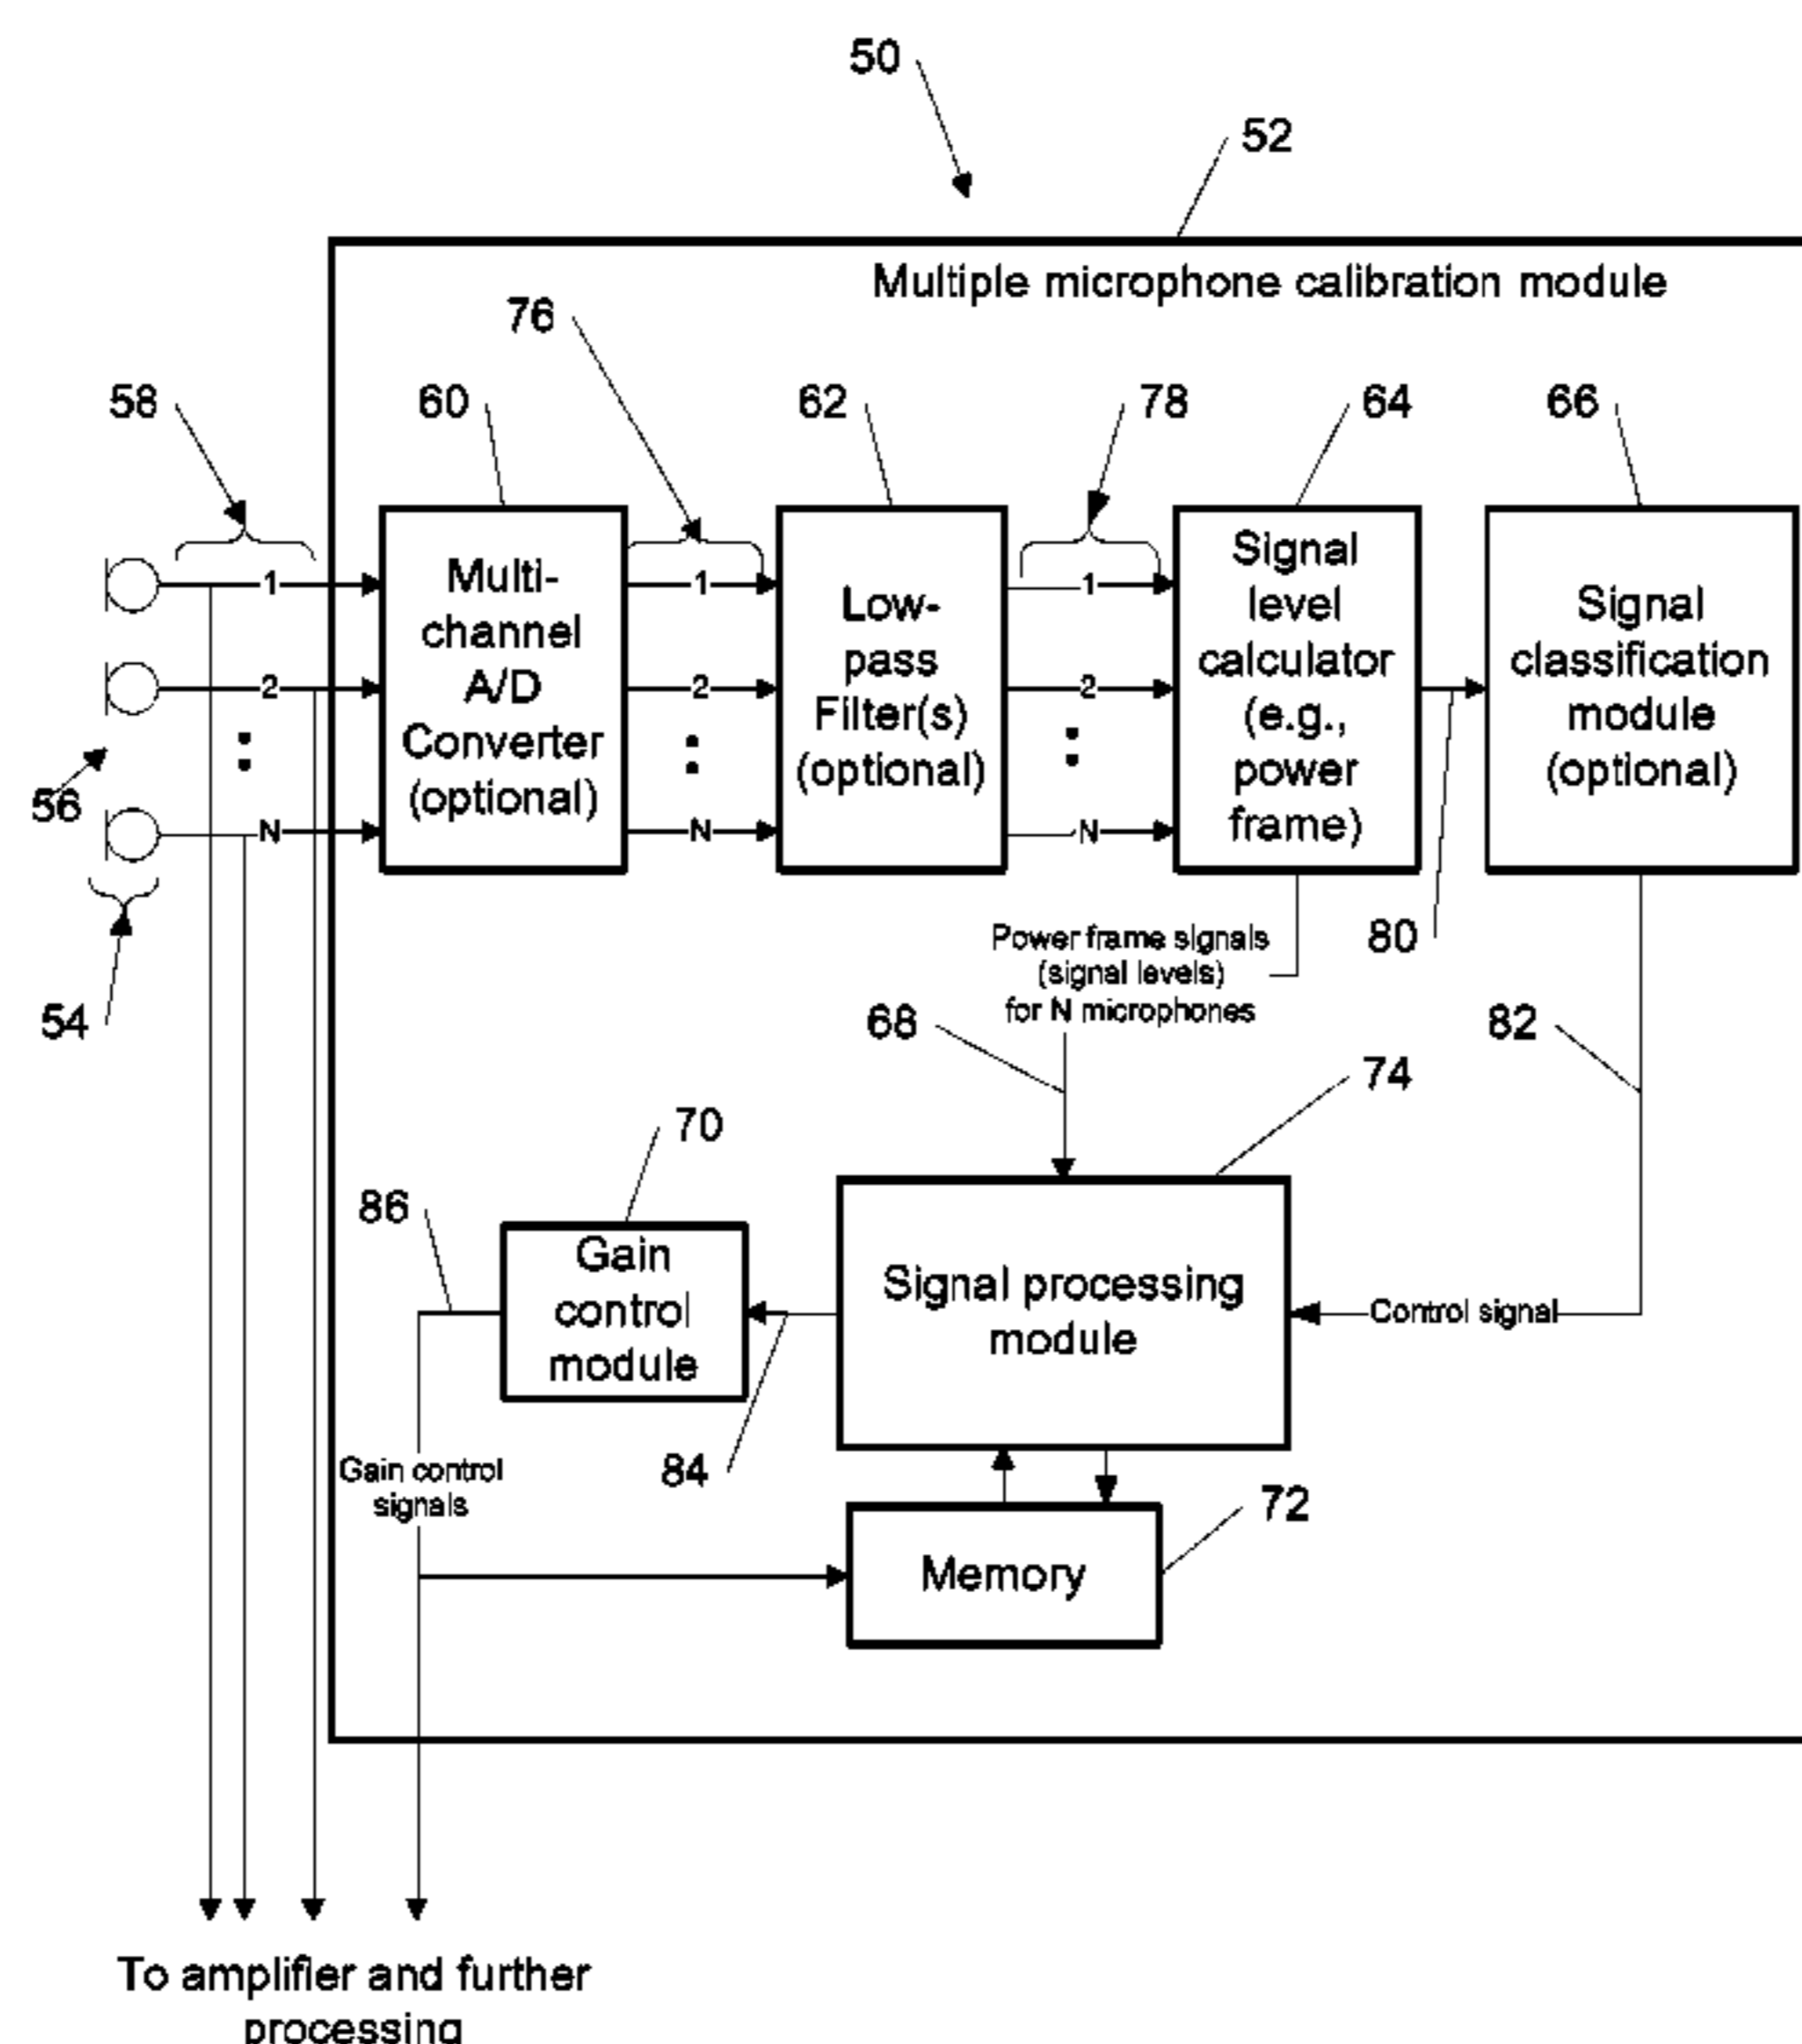 50
52
Multiple microphone calibration module
76
58
60
62
78
64
66
1
2
N
Multi-
channel
A/D
Converter
(optional)
1
2
N
Low-
pass
Filter(s)
(optional)
1
2
N
Signal
level
calculator
(e.g.,
power
frame)
Signal
classification
module
(optional)
56
54
Power frame signals
(signal levels)
for N microphones
80
68
82
74
70
86
Gain
control
module
Signal processing
module
Control signal
Gain control
signals
84
72
Memory
To amplifier and further
processing